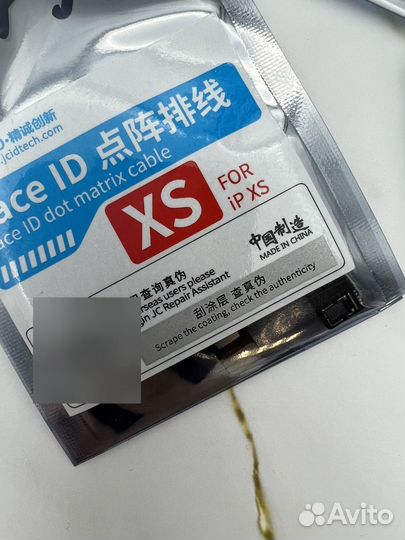 精诚创新
.jcidtech.com
ace ID 点阵排线
ace ID dot matrix cable
XS
FOR
iP XS
中国制造
MADE IN CHINA
查询真伪
erseas users please
gin JC Repair Assistant
刮涂层 查真伪
Scrape the coating, check the authenticity
Avito